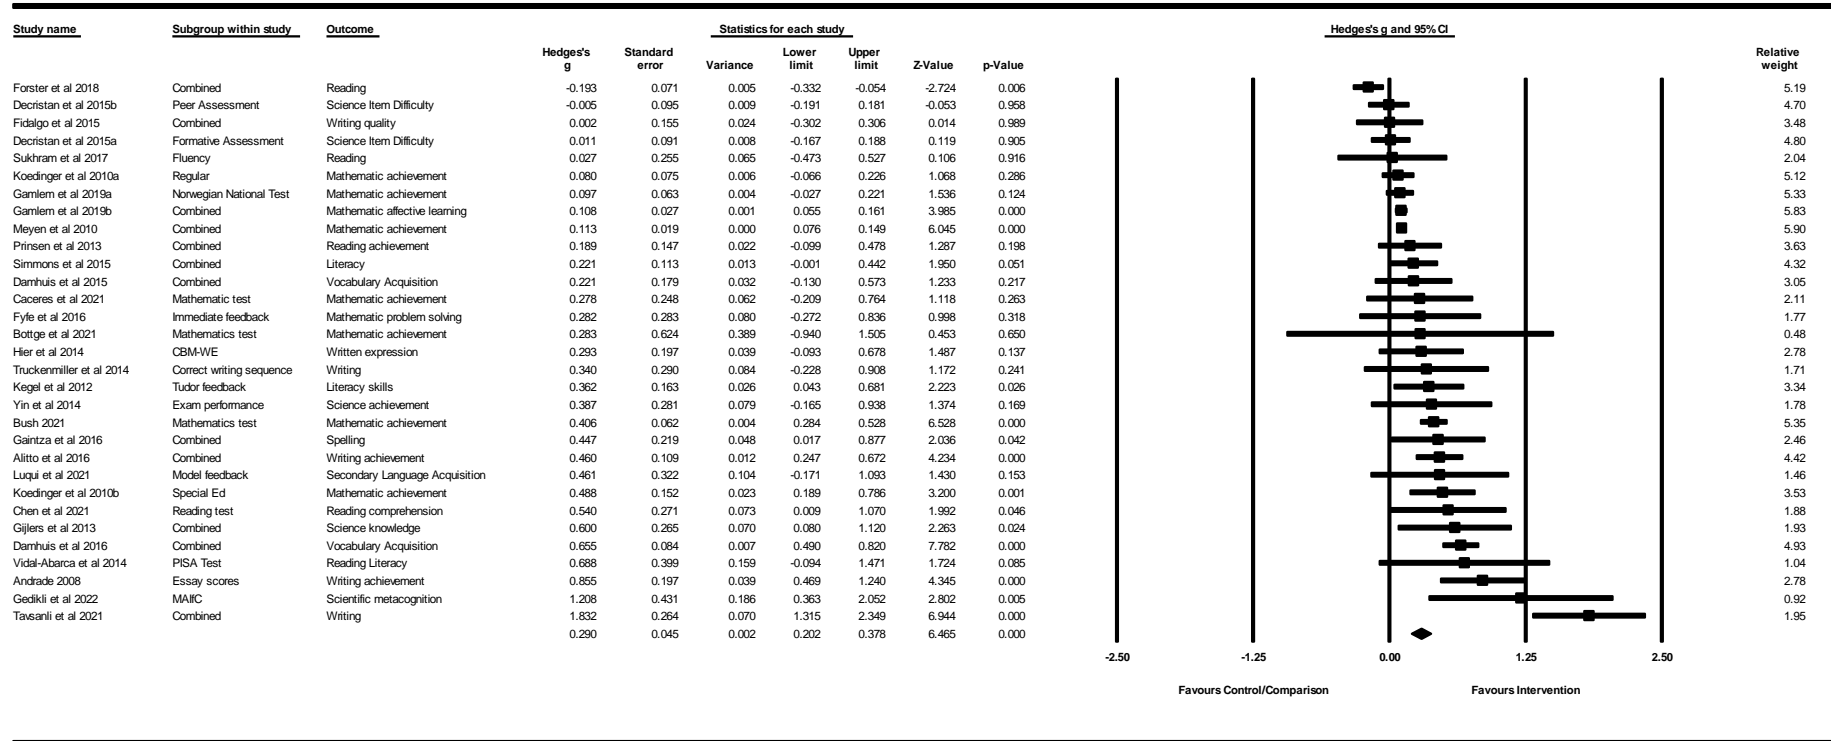 Study name Subgroup within study Outcome Statistics for each study Hedges's g and 95% CI
Hedges's g Standard error Variance Lower limit Upper limit Z-Value p-Value Relative weight
Forster et al 2018 Combined Reading -0.193 0.071 0.005 -0.332 -0.054 -2.724 0.006 5.19
Decristan et al 2015b Peer Assessment Science Item Difficulty -0.005 0.095 0.009 -0.191 0.181 -0.053 0.958 4.70
Fidalgo et al 2015 Combined Writing quality 0.002 0.155 0.024 -0.302 0.306 0.014 0.989 3.48
Decristan et al 2015a Formative Assessment Science Item Difficulty 0.011 0.091 0.008 -0.167 0.188 0.119 0.905 4.80
Sukhram et al 2017 Fluency Reading 0.027 0.255 0.065 -0.473 0.527 0.106 0.916 2.04
Koedinger et al 2010a Regular Mathematic achievement 0.080 0.075 0.006 -0.066 0.226 1.068 0.286 5.12
Gamlem et al 2019a Norwegian National Test Mathematic achievement 0.097 0.063 0.004 -0.027 0.221 1.536 0.124 5.33
Gamlem et al 2019b Combined Mathematic affective learning 0.108 0.027 0.001 0.055 0.161 3.985 0.000 5.83
Meyen et al 2010 Combined Mathematic achievement 0.113 0.019 0.000 0.076 0.149 6.045 0.000 5.90
Prinsen et al 2013 Combined Reading achievement 0.189 0.147 0.022 -0.099 0.478 1.287 0.198 3.63
Simmons et al 2015 Combined Literacy 0.221 0.113 0.013 -0.001 0.442 1.950 0.051 4.32
Damhuis et al 2015 Combined Vocabulary Acquisition 0.221 0.179 0.032 -0.130 0.573 1.233 0.217 3.05
Caceres et al 2021 Mathematic test Mathematic achievement 0.278 0.248 0.062 -0.209 0.764 1.118 0.263 2.11
Fyfe et al 2016 Immediate feedback Mathematic problem solving 0.282 0.283 0.080 -0.272 0.836 0.998 0.318 1.77
Bottge et al 2021 Mathematics test Mathematic achievement 0.283 0.624 0.389 -0.940 1.505 0.453 0.650 0.48
Hier et al 2014 CBM-WE Written expression 0.293 0.197 0.039 -0.093 0.678 1.487 0.137 2.78
Truckenmiller et al 2014 Correct writing sequence Writing 0.340 0.290 0.084 -0.228 0.908 1.172 0.241 1.71
Kegel et al 2012 Tudor feedback Literacy skills 0.362 0.163 0.026 0.043 0.681 2.223 0.026 3.34
Yin et al 2014 Exam performance Science achievement 0.387 0.281 0.079 -0.165 0.938 1.374 0.169 1.78
Bush 2021 Mathematics test Mathematic achievement 0.406 0.062 0.004 0.284 0.528 6.528 0.000 5.35
Gaintza et al 2016 Combined Spelling 0.447 0.219 0.048 0.017 0.877 2.036 0.042 2.46
Alitto et al 2016 Combined Writing achievement 0.460 0.109 0.012 0.247 0.672 4.234 0.000 4.42
Luqui et al 2021 Model feedback Secondary Language Acquisition 0.461 0.322 0.104 -0.171 1.093 1.430 0.153 1.46
Koedinger et al 2010b Special Ed Mathematic achievement 0.488 0.152 0.023 0.189 0.786 3.200 0.001 3.53
Chen et al 2021 Reading test Reading comprehension 0.540 0.271 0.073 0.009 1.070 1.992 0.046 1.88
Gijlers et al 2013 Combined Science knowledge 0.600 0.265 0.070 0.080 1.120 2.263 0.024 1.93
Damhuis et al 2016 Combined Vocabulary Acquisition 0.655 0.084 0.007 0.490 0.820 7.782 0.000 4.93
Vidal-Abarca et al 2014 PISA Test Reading Literacy 0.688 0.399 0.159 -0.094 1.471 1.724 0.085 1.04
Andrade 2008 Essay scores Writing achievement 0.855 0.197 0.039 0.469 1.240 4.345 0.000 2.78
Gedikli et al 2022 MAIfC Scientific metacognition 1.208 0.431 0.186 0.363 2.052 2.802 0.005 0.92
Tavsanli et al 2021 Combined Writing 1.832 0.264 0.070 1.315 2.349 6.944 0.000 1.95
0.290 0.045 0.002 0.202 0.378 6.465 0.000
-2.50 -1.25 0.00 1.25 2.50
Favours Control/Comparison Favours Intervention